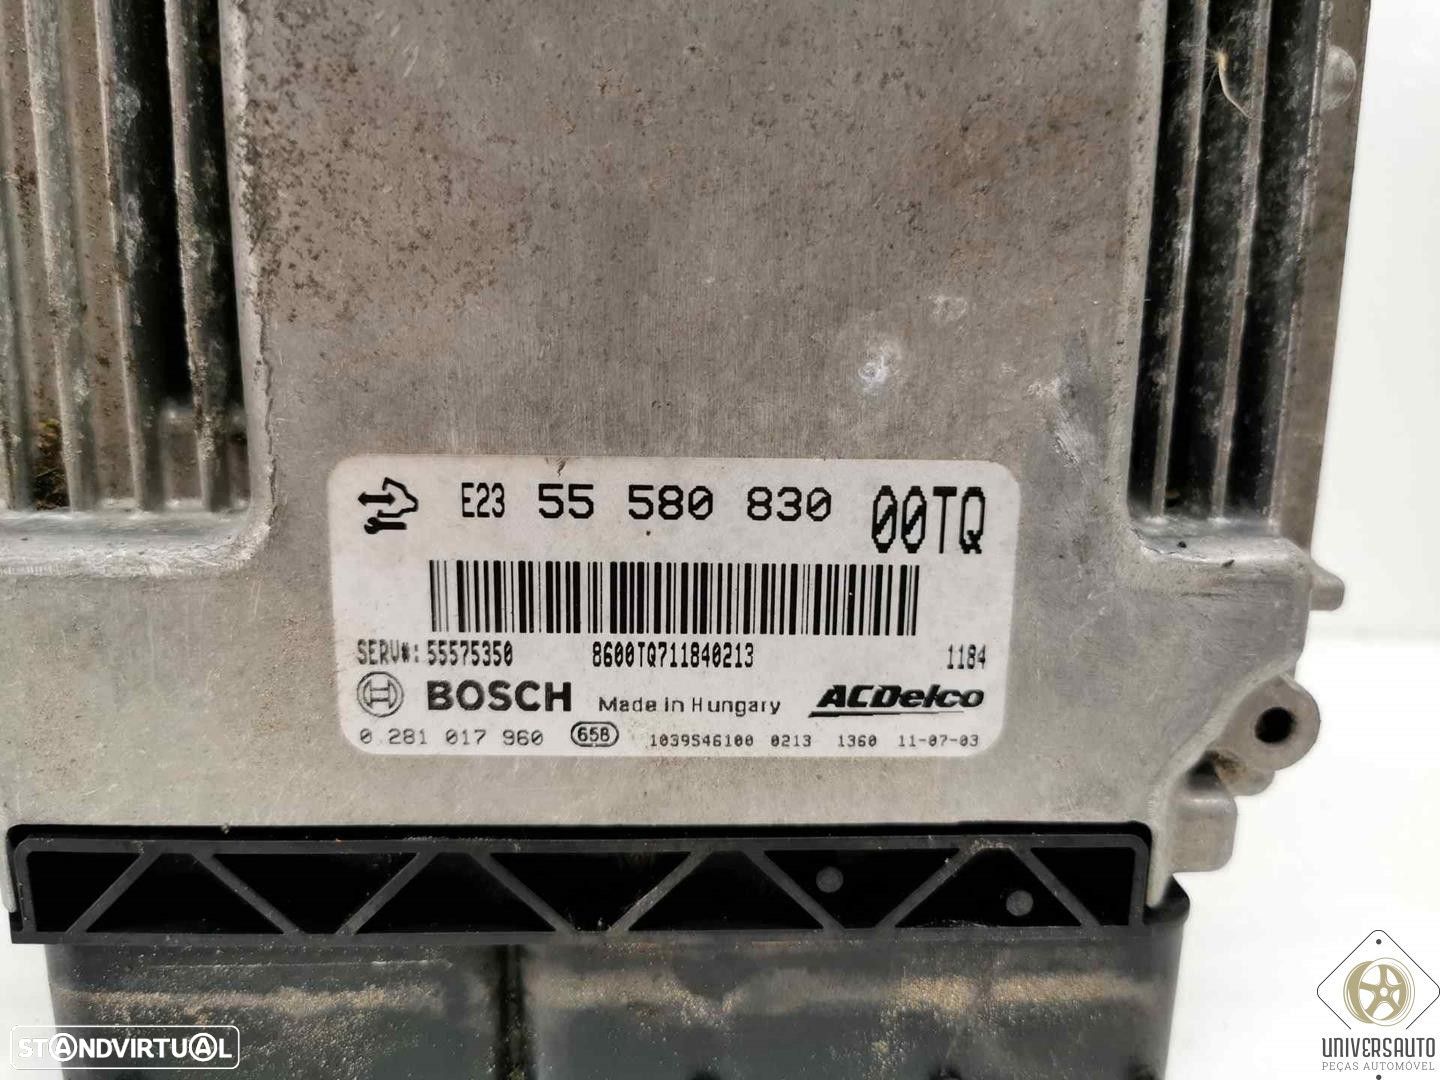 E23 55 580 830 00TQ
SERV#: 55575350 8600TQ711840213 1184
BOSCH Made in Hungary ACDelco
0 281 017 960 65B 1039S46100 0213 1360 11-07-03
STANDVIRTUAL
UNIVERSAUTO
PEÇAS AUTOMÓVEL